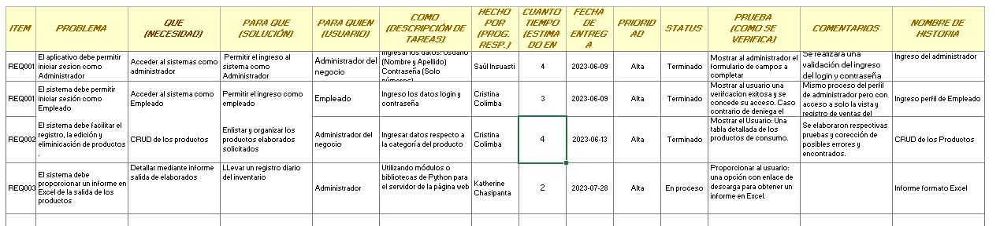 ITEM
PROBLEMA
QUE
(NECESIDAD)
PARA QUE
(SOLUCIÓN)
PARA QUIEN
(USUARIO)
COMO
(DESCRIPCIÓN DE
TAREAS)
HECHO
POR
(PROG.
RESP.)
CUANTO
TIEMPO
(ESTIMA
DO EN
FECHA
DE
ENTREG
A
PRIORID
AD
STATUS
PRUEBA
(COMO SE
VERIFICA)
COMENTARIOS
NOMBRE DE
HISTORIA
REQ001
El aplicativo debe permitir
iniciar sesion como
Administrador
Acceder al sistemas como
administrador
Permitir el ingreso al
sistema como
Administrador
Administrador del
negocio
Ingresar los datos: Usuario
(Nombre y Apellido)
Contraseña (Solo
números)
Saúl Insuasti
4
2023-06-09
Alta
Terminado
Mostrar al administrador el
formulario de campos a
completar
Se realizara una
validación del ingreso
del login y contraseña
Ingreso del administrador
REQ001
El sistema debe permitir
iniciar sesión como
Empleado
Acceder al sistema como
Empleado
Permitir el ingreso como
empleado
Empleado
Ingreso los datos login y
contraseña
Cristina
Colimba
3
2023-06-09
Alta
Terminado
Mostrar al usuario una
verifcacion exitosa y se
concede su acceso. Caso
contrario de deniega el
Mismo proceso del perfil
de administrador pero con
acceso a solo la vista y
registro de ventas del
Ingreso perfil de Empleado
REQ002
El sistema debe facilitar el
registro, la edición y
eliminicación de productos
.
CRUD de los productos
Enlistar y organizar los
productos elaborados
solicitados
Administrador del
negocio
Ingresar datos respecto a
la categoría del producto
Cristina
Colimba
4
2023-06-13
Alta
Terminado
Mostrar el Usuario: Una
tabla detallada de los
productos de consumo.
Se elaboraron respectivas
pruebas y corección de
posibles errores y
encontrados.
CRUD de los Productos
REQ003
El sistema debe
proporcionar un informe en
Excel de la salida de los
productos
Detallar mediante informe
salida de elaborados
LLevar un registro diario
del inventario
Administrador
Utilizando módulos o
bibliotecas de Python para
el servidor de la página web
Katherine
Chasipanta
2
2023-07-28
Alta
En proceso
Proporcionar al usuario:
una opción con enlace de
descarga para obtener un
informe en Excel.
Informe formato Excel